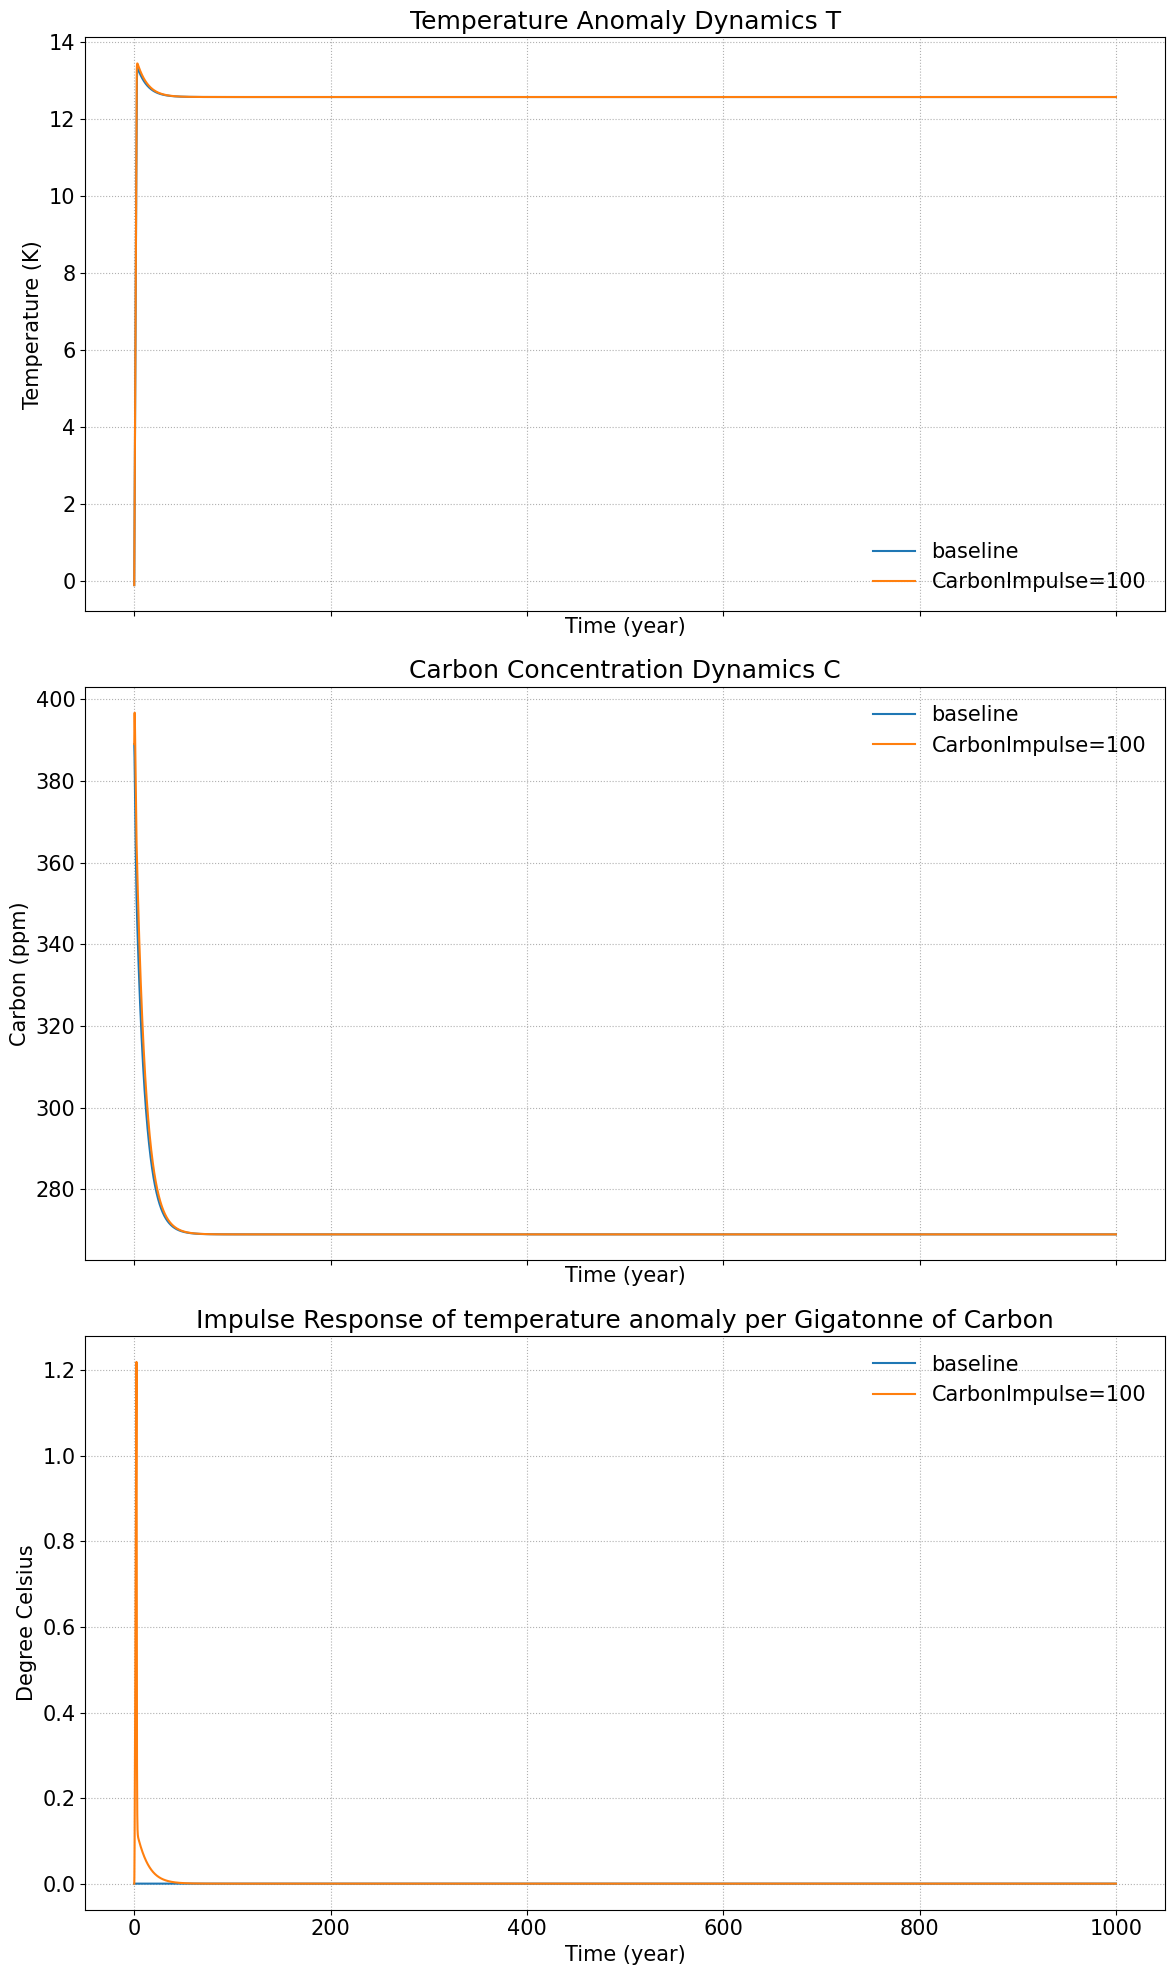 Temperature Anomaly Dynamics T
14
12
10
8
6
4
2
0
Temperature (K)
baseline
CarbonImpulse=100
Time (year)
Carbon Concentration Dynamics C
400
380
360
340
320
300
280
Carbon (ppm)
baseline
CarbonImpulse=100
Time (year)
Impulse Response of temperature anomaly per Gigatonne of Carbon
1.2
1.0
0.8
0.6
0.4
0.2
0.0
Degree Celsius
baseline
CarbonImpulse=100
0 200 400 600 800 1000
Time (year)